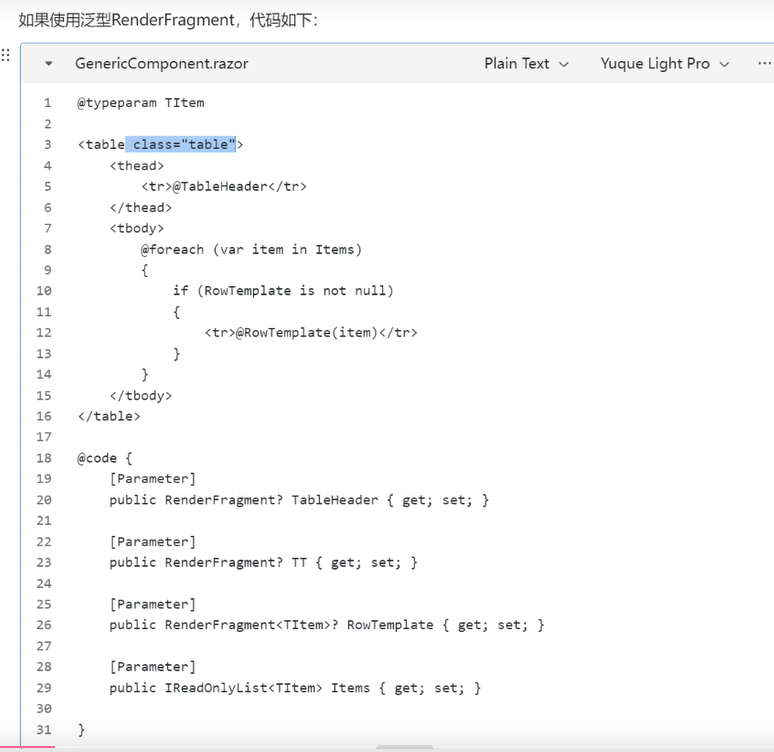 如果使用泛型RenderFragment，代码如下：
GenericComponent.razor Plain Text Yuque Light Pro ...
1 @typeparam TItem
2
3 <table class="table">
4     <thead>
5         <tr>@TableHeader</tr>
6     </thead>
7     <tbody>
8         @foreach (var item in Items)
9         {
10             if (RowTemplate is not null)
11             {
12                 <tr>@RowTemplate(item)</tr>
13             }
14         }
15     </tbody>
16 </table>
17
18 @code {
19     [Parameter]
20     public RenderFragment? TableHeader { get; set; }
21
22     [Parameter]
23     public RenderFragment? TT { get; set; }
24
25     [Parameter]
26     public RenderFragment<TItem>? RowTemplate { get; set; }
27
28     [Parameter]
29     public IReadOnlyList<TItem> Items { get; set; }
30
31 }